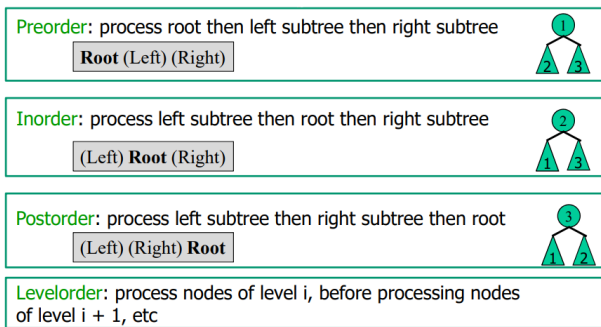 Preorder: process root then left subtree then right subtree
Root (Left) (Right)
1
2 3
Inorder: process left subtree then root then right subtree
(Left) Root (Right)
2
1 3
Postorder: process left subtree then right subtree then root
(Left) (Right) Root
3
1 2
Levelorder: process nodes of level i, before processing nodes
of level i + 1, etc